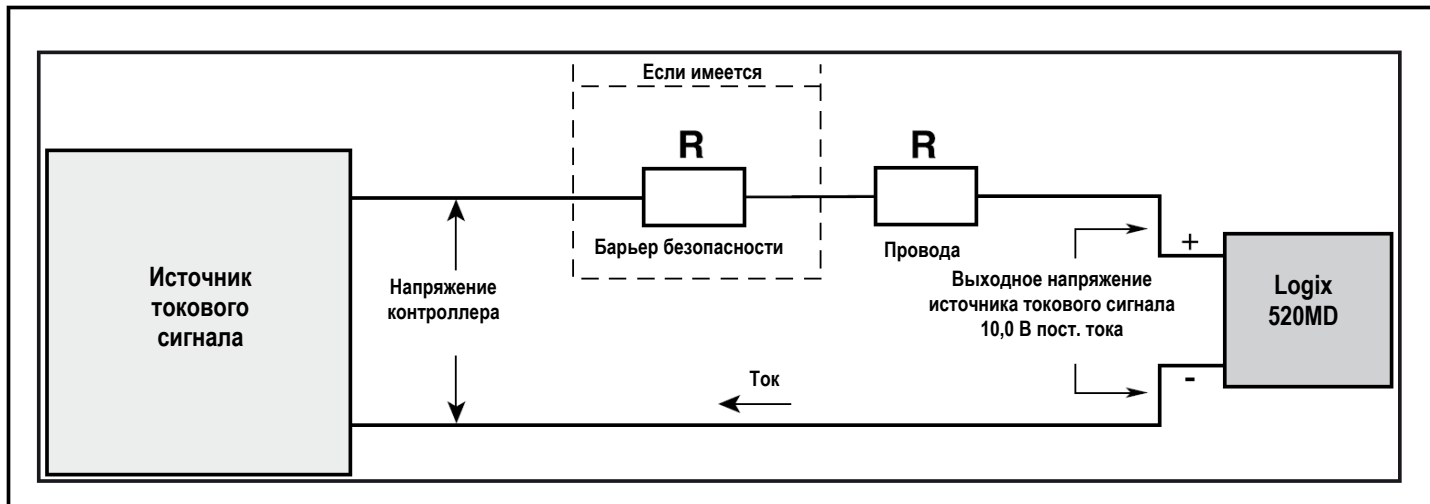 Если имеется
R
R
Барьер безопасности
Провода
+
Источник
токового
сигнала
Напряжение
контроллера
Выходное напряжение
источника токового сигнала
10,0 В пост. тока
Logix
520MD
-
Ток